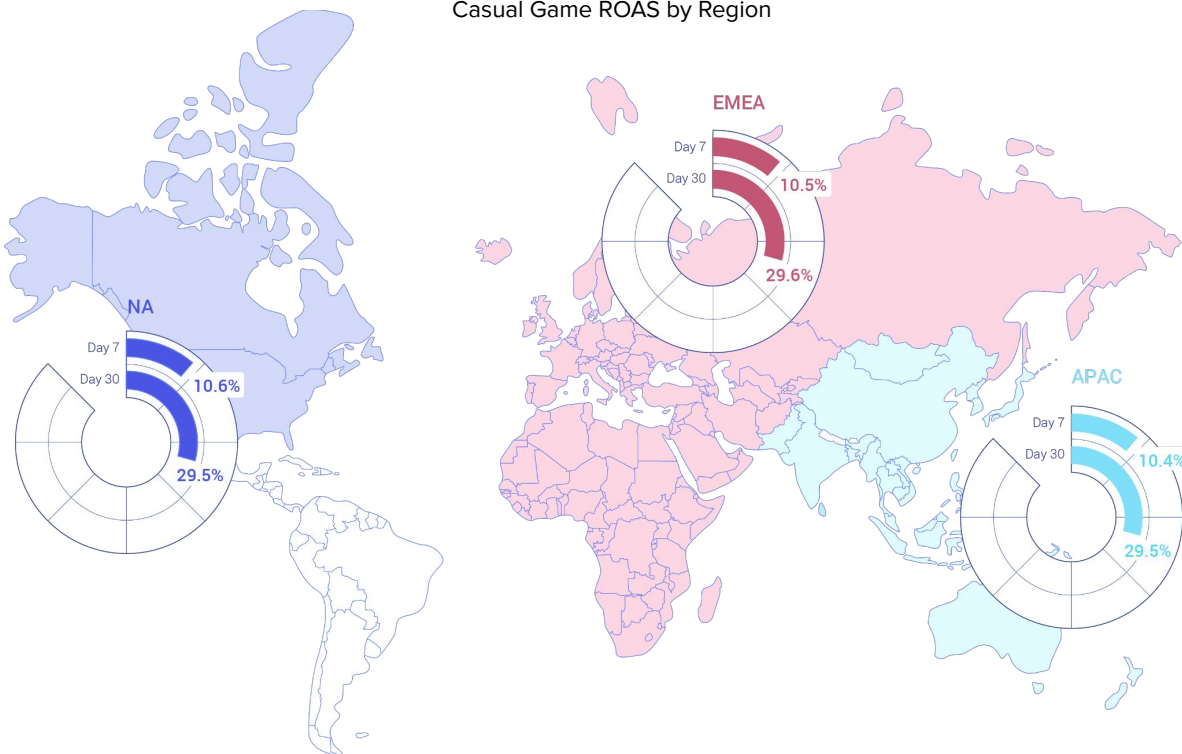 Casual Game ROAS by Region
EMEA
Day 7
Day 30
10.5%
29.6%
NA
Day 7
Day 30
10.6%
29.5%
APAC
Day 7
Day 30
10.4%
29.5%